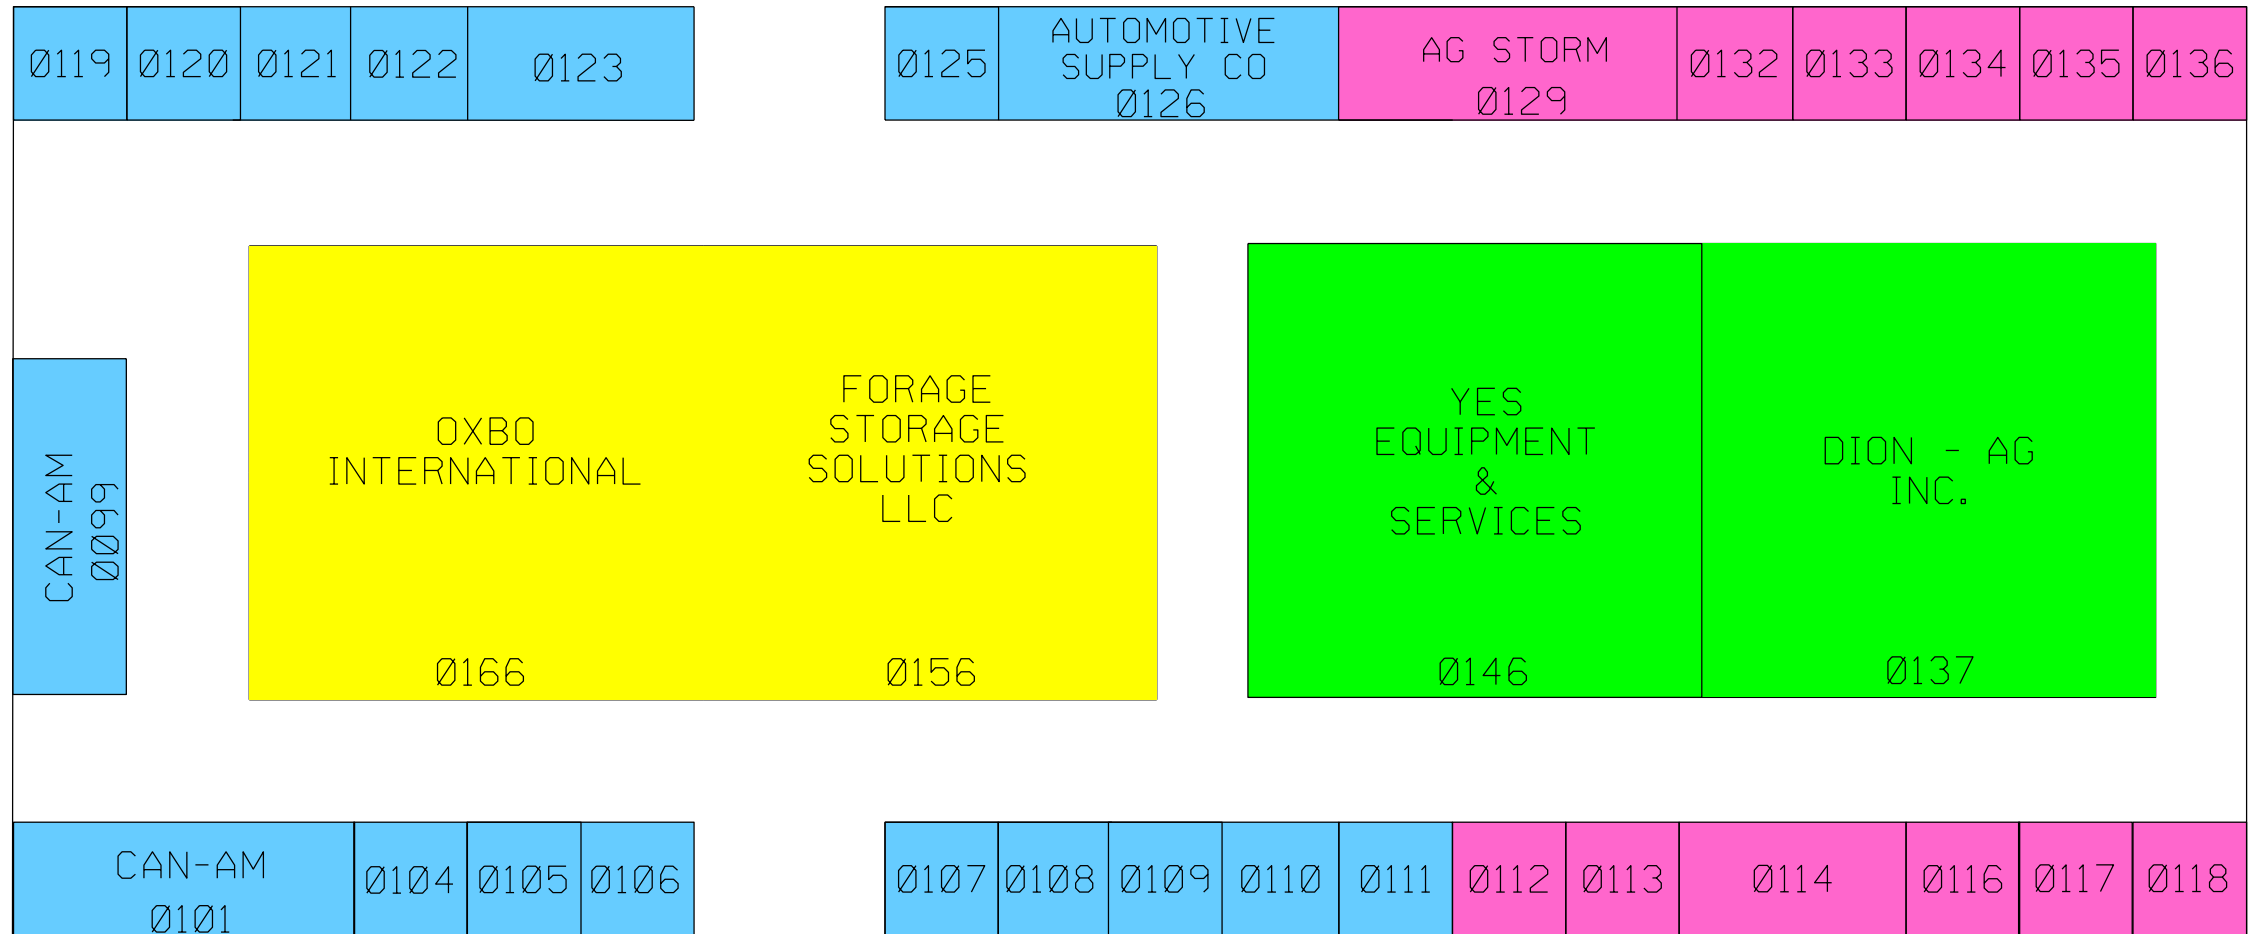 0119
0120
0121
0122
0123
0125
AUTOMOTIVE
SUPPLY CO
0126
AG STORM
0129
0132
0133
0134
0135
0136
CAN-AM
0099
OXBO
INTERNATIONAL
0166
FORAGE
STORAGE
SOLUTIONS
LLC
0156
YES
EQUIPMENT
&
SERVICES
0146
DION - AG
INC.
0137
CAN-AM
0101
0104
0105
0106
0107
0108
0109
0110
0111
0112
0113
0114
0116
0117
0118